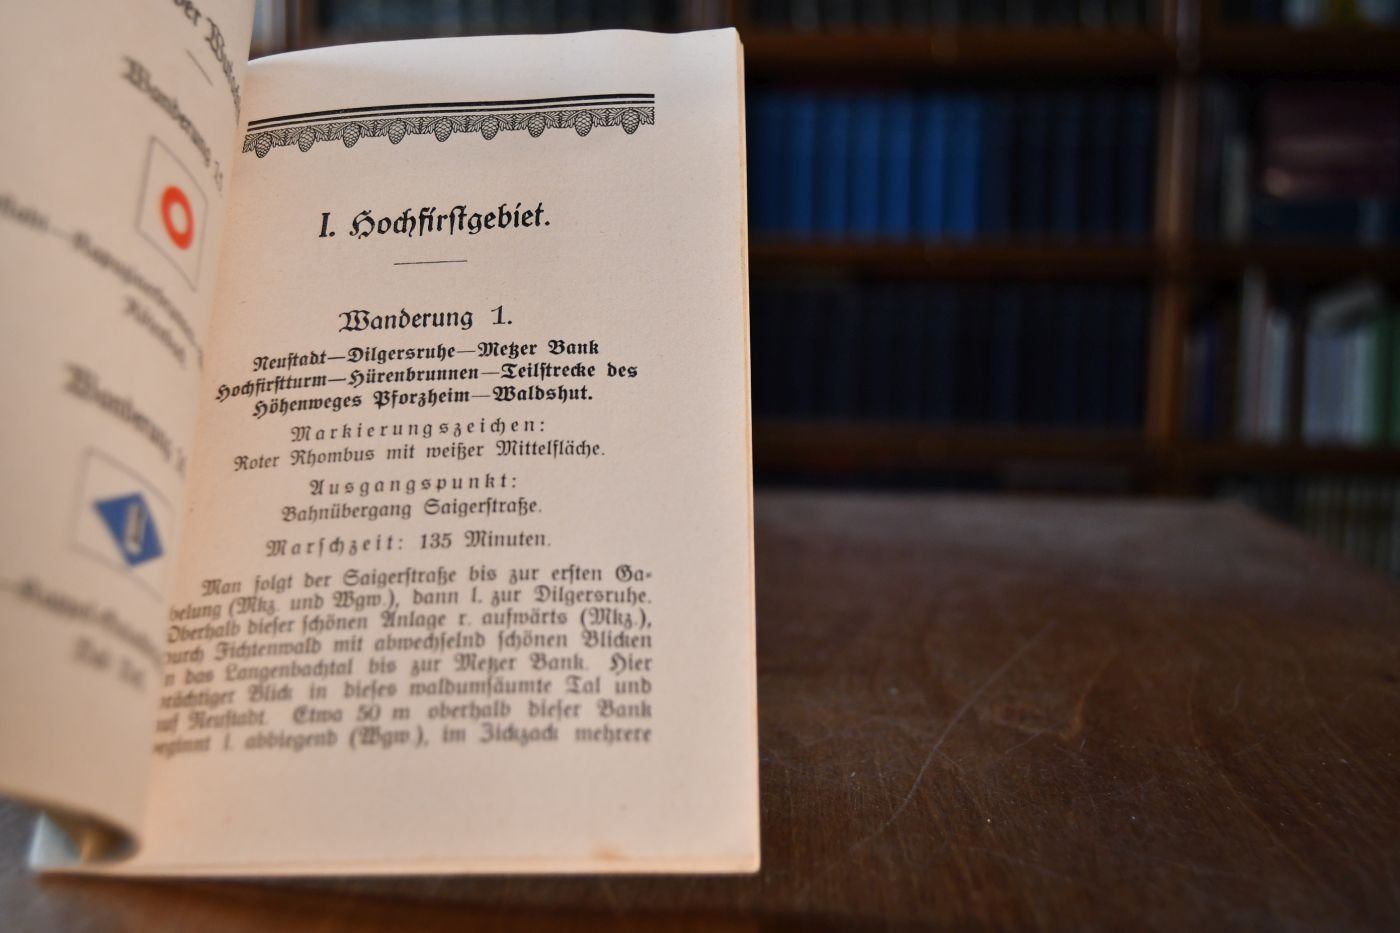 Wanderung
Wanderung
I. Hochfirstgebiet.
Wanderung 1.
Neustadt—Dilgersruhe—Metzer Bank
Hochfirstturm—Hürenbrunnen—Teilstrecke des
Höhenweges Pforzheim—Waldshut.
Markierungszeichen:
Roter Rhombus mit weißer Mittelfläche.
Ausgangspunkt:
Bahnübergang Saigerstraße.
Marschzeit: 135 Minuten.
Man folgt der Saigerstraße bis zur ersten Ga-
belung (Mkz. und Wgw.), dann l. zur Dilgersruhe.
Oberhalb dieser schönen Anlage r. aufwärts (Mkz.),
durch Fichtenwald mit abwechselnd schönen Blicken
in das Langenbachtal bis zur Metzer Bank. Hier
prächtiger Blick in dieses waldumsäumte Tal und
auf Neustadt. Etwa 50 m oberhalb dieser Bank
beginnt l. abbiegend (Wgw.), im Zickzack mehrere